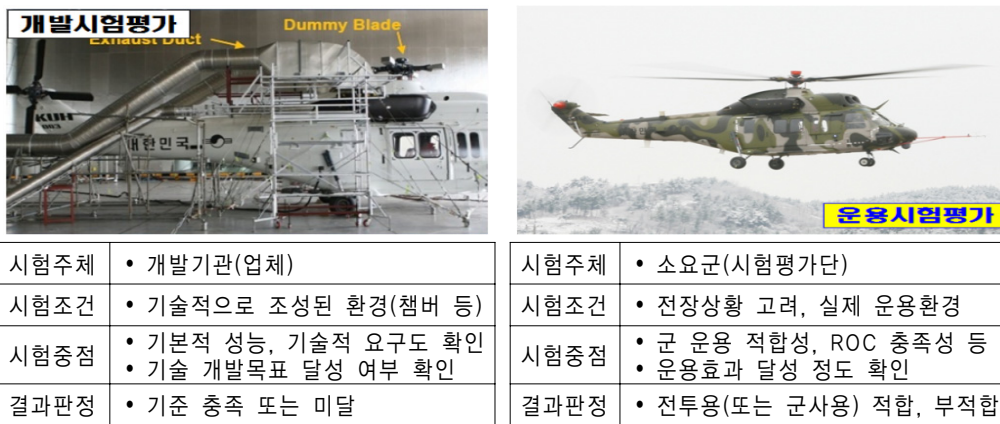 개발시험평가
Exhaust Duct
Dummy Blade
KUH
대한민국
운용시험평가
시험주체 • 개발기관(업체)
시험조건 • 기술적으로 조성된 환경(챔버 등)
시험중점 • 기본적 성능, 기술적 요구도 확인
• 기술 개발목표 달성 여부 확인
결과판정 • 기준 충족 또는 미달
시험주체 • 소요군(시험평가단)
시험조건 • 전장상황 고려, 실제 운용환경
시험중점 • 군 운용 적합성, ROC 충족성 등
• 운용효과 달성 정도 확인
결과판정 • 전투용(또는 군사용) 적합, 부적합